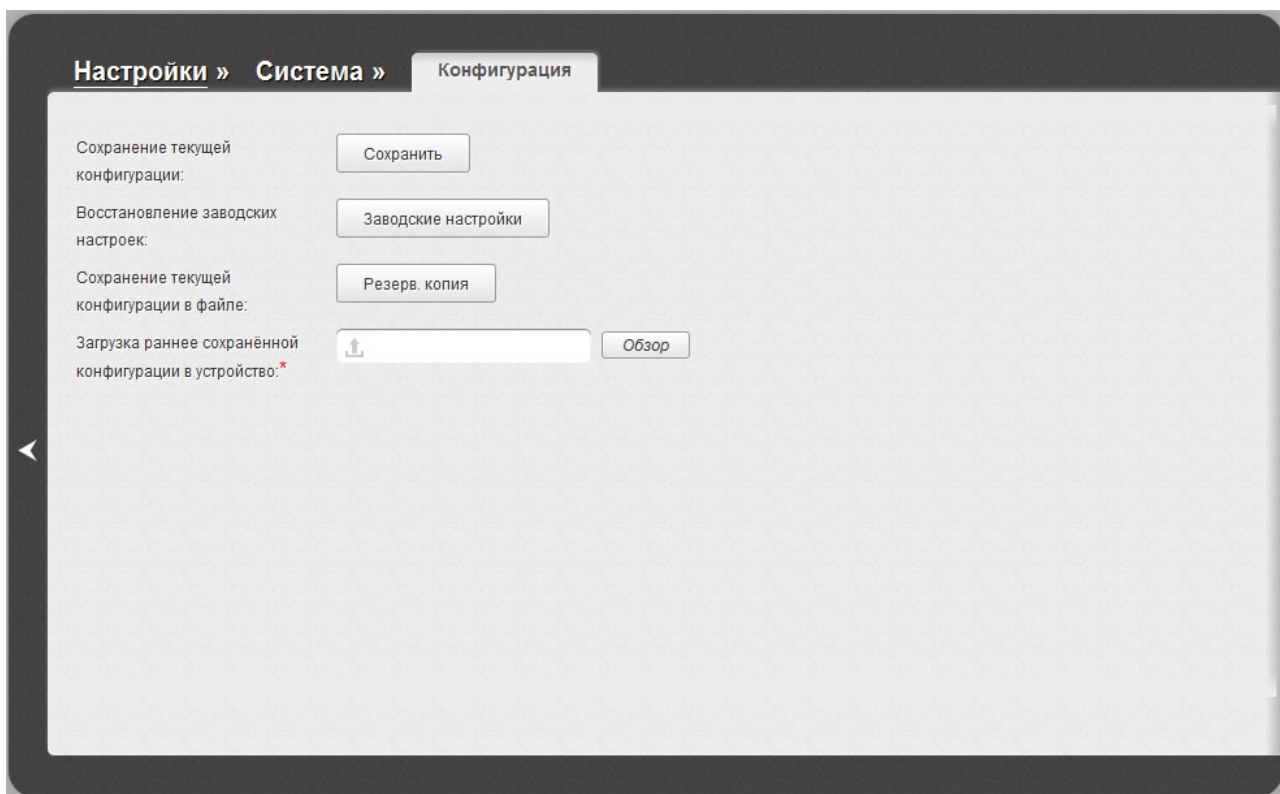 Настройки » Система » Конфигурация
Сохранение текущей
конфигурации:
Сохранить
Восстановление заводских
настроек:
Заводские настройки
Сохранение текущей
конфигурации в файле:
Резерв. копия
Загрузка раннее сохранённой
конфигурации в устройство:*
Обзор